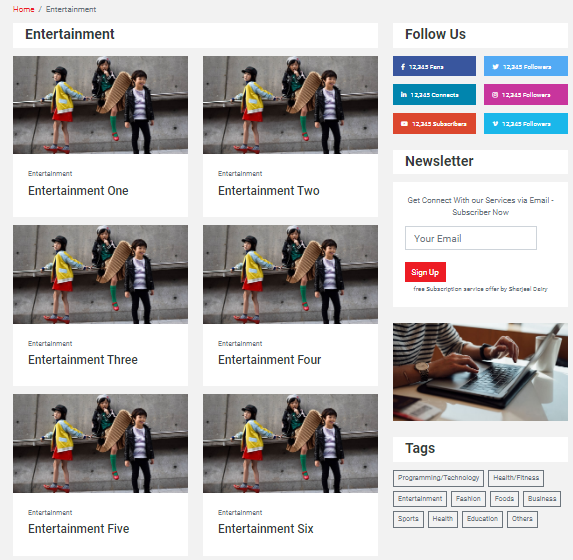 Home / Entertainment
Entertainment
Entertainment
Entertainment One
Entertainment
Entertainment Two
Entertainment
Entertainment Three
Entertainment
Entertainment Four
Entertainment
Entertainment Five
Entertainment
Entertainment Six
Follow Us
12,345 Fans
12,345 Followers
12,345 Connects
12,345 Followers
12,345 Subscribers
12,345 Followers
Newsletter
Get Connect With our Services via Email -
Subscriber Now
Your Email
Sign Up
free Subscription service offer by Sharjeel Dairy
Tags
Programming/Technology
Health/Fitness
Entertainment
Fashion
Foods
Business
Sports
Health
Education
Others